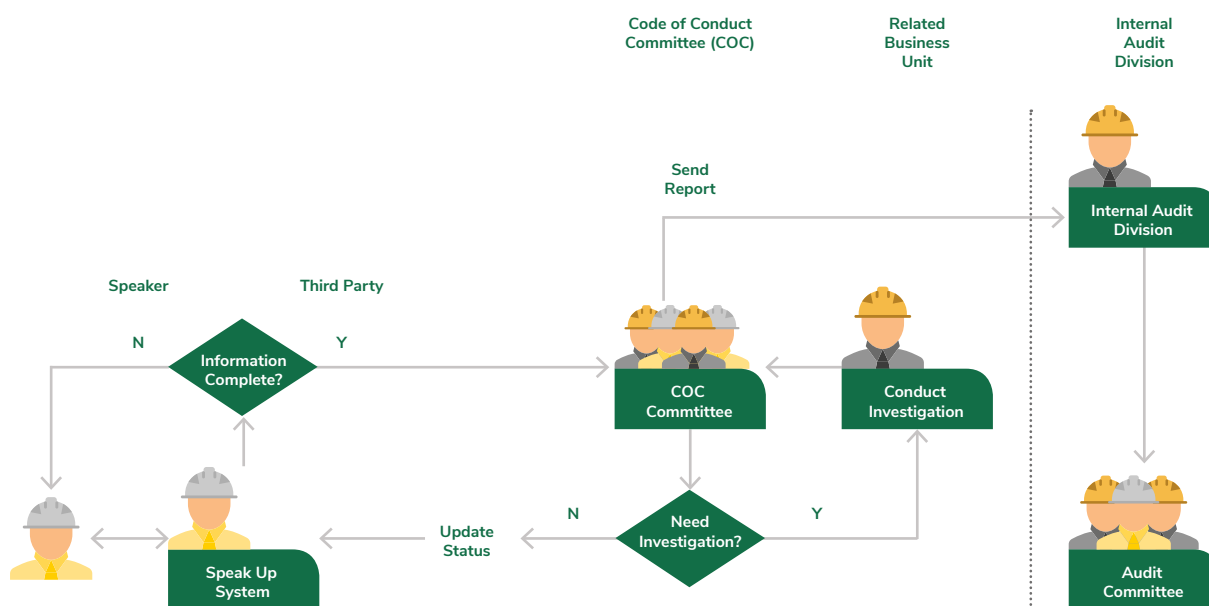 Code of Conduct
Committee (COC)
Related
Business
Unit
Internal
Audit
Division
Send
Report
Internal Audit
Division
Speaker
Third Party
N
Y
Information
Complete?
COC
Commtittee
Conduct
Investigation
N
Y
Need
Investigation?
Update
Status
Speak Up
System
Audit
Committee